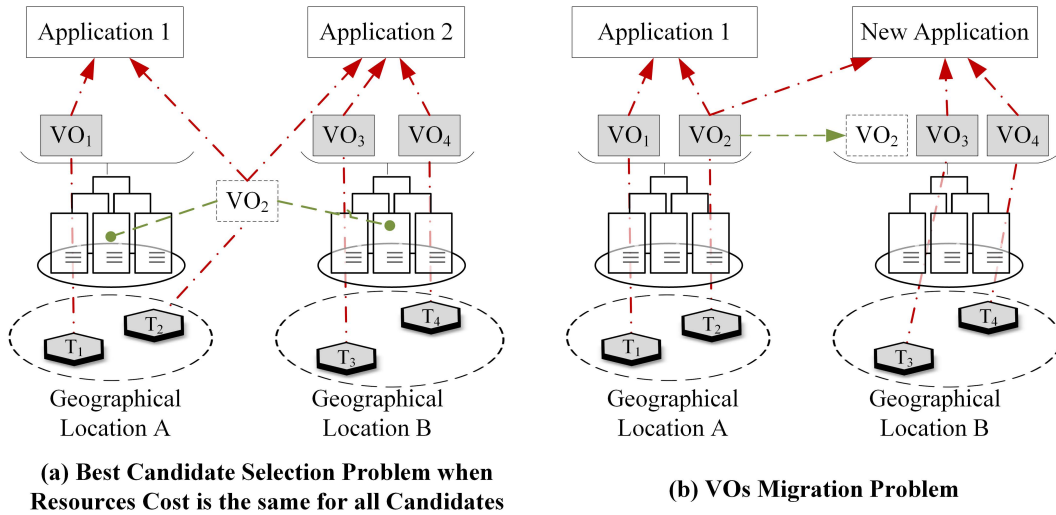 Application 1
Application 2
VO1
VO3
VO4
VO2
T1
T2
T3
T4
Geographical
Location A
Geographical
Location B
(a) Best Candidate Selection Problem when
Resources Cost is the same for all Candidates
Application 1
New Application
VO1
VO2
VO2
VO3
VO4
T1
T2
T3
T4
Geographical
Location A
Geographical
Location B
(b) VOs Migration Problem